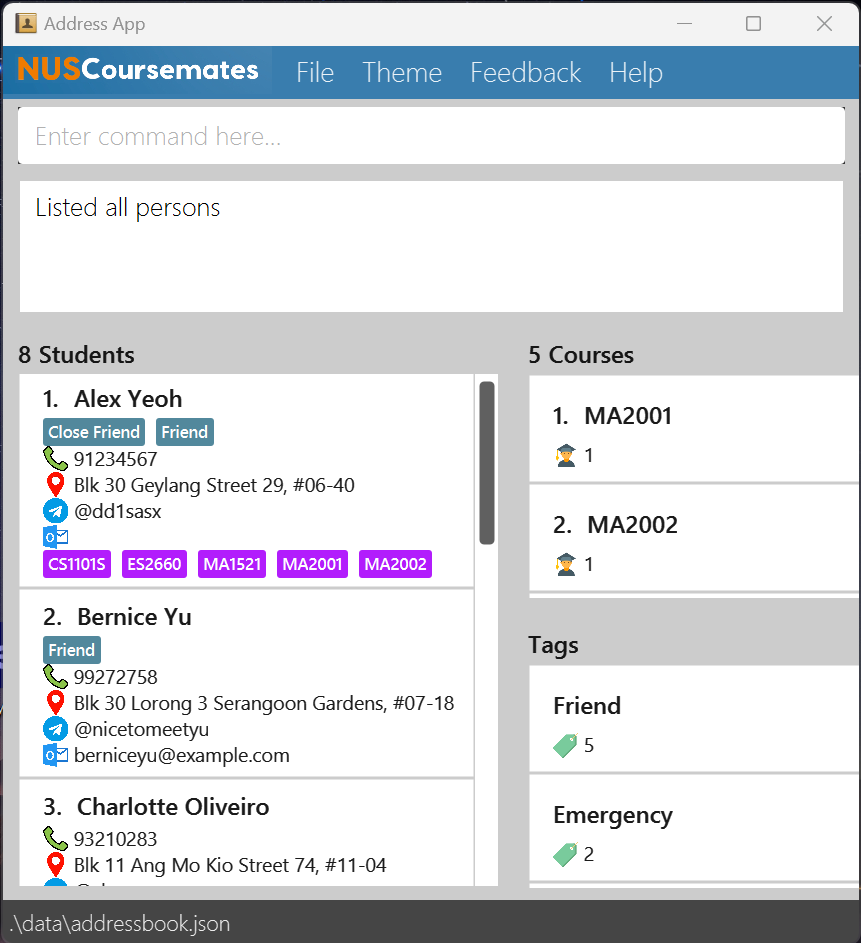 Address App
NUSCoursemates File Theme Feedback Help
Enter command here...
Listed all persons
8 Students
1. Alex Yeoh
Close Friend Friend
91234567
Blk 30 Geylang Street 29, #06-40
@dd1sasx
CS1101S ES2660 MA1521 MA2001 MA2002
2. Bernice Yu
Friend
99272758
Blk 30 Lorong 3 Serangoon Gardens, #07-18
@nicetomeetyu
berniceyu@example.com
3. Charlotte Oliveiro
93210283
Blk 11 Ang Mo Kio Street 74, #11-04
5 Courses
1. MA2001
1
2. MA2002
1
Tags
Friend
5
Emergency
2
.\data\addressbook.json